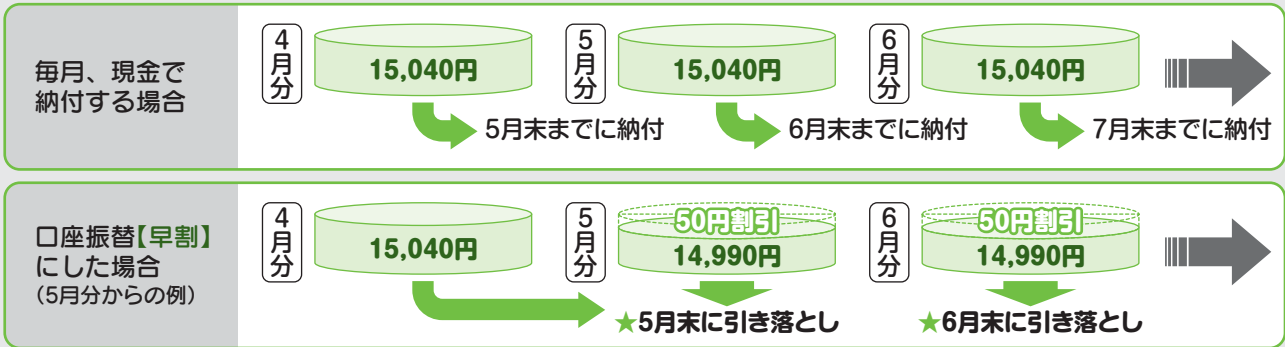 毎月、現金で
納付する場合
4月分
15,040円
5月末までに納付
5月分
15,040円
6月末までに納付
6月分
15,040円
7月末までに納付
口座振替【早割】
にした場合
(5月分からの例)
4月分
15,040円
5月分
50円割引
14,990円
★5月末に引き落とし
6月分
50円割引
14,990円
★6月末に引き落とし